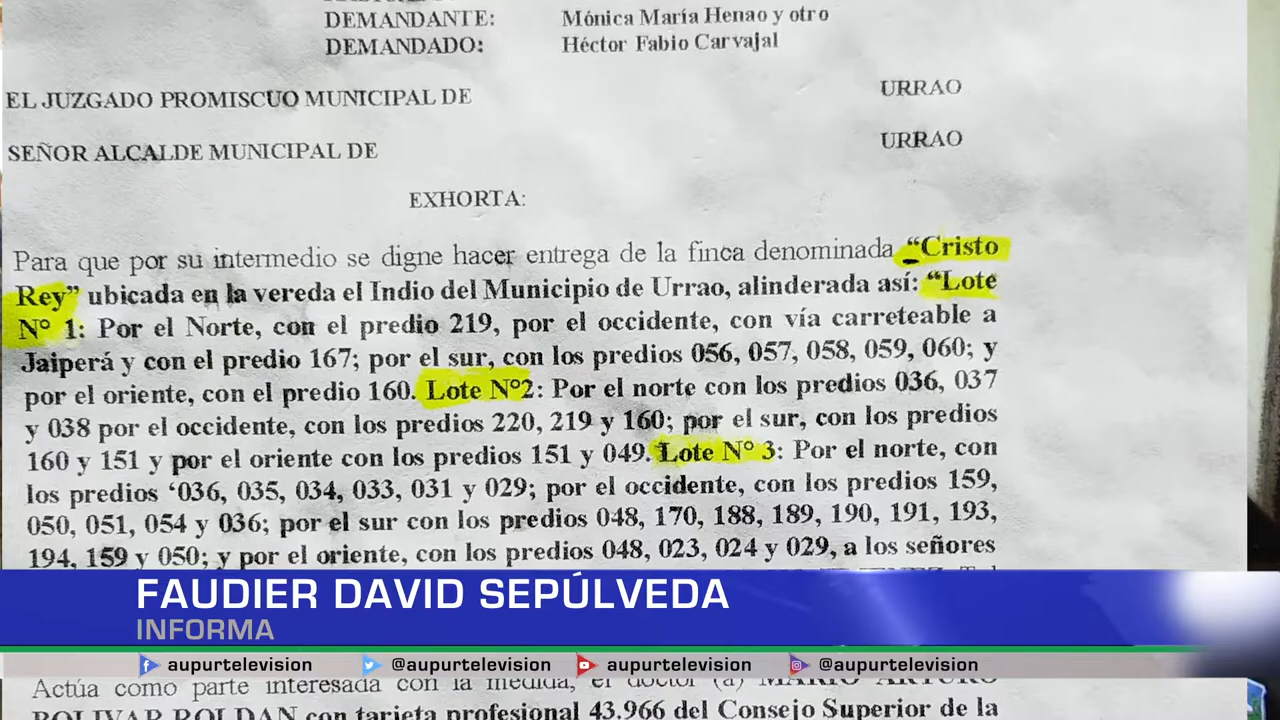 DEMANDANTE: Mónica María Henao y otro
DEMANDADO: Héctor Fabio Carvajal
EL JUZGADO PROMISCUO MUNICIPAL DE URRAO
SEÑOR ALCALDE MUNICIPAL DE URRAO
EXHORTA:
Para que por su intermedio se digne hacer entrega de la finca denominada “Cristo
Rey” ubicada en la vereda el Indio del Municipio de Urrao, alinderada así: “Lote
N° 1: Por el Norte, con el predio 219, por el occidente, con vía carreteable a
Jaiperá y con el predio 167; por el sur, con los predios 056, 057, 058, 059, 060; y
por el oriente, con el predio 160. Lote N°2: Por el norte con los predios 036, 037
y 038 por el occidente, con los predios 220, 219 y 160; por el sur, con los predios
160 y 151 y por el oriente con los predios 151 y 049. Lote N° 3: Por el norte, con
los predios ‘036, 035, 034, 033, 031 y 029; por el occidente, con los predios 159,
050, 051, 054 y 036; por el sur con los predios 048, 170, 188, 189, 190, 191, 193,
194, 159 y 050; y por el oriente, con los predios 048, 023, 024 y 029, a los señores
FAUDIER DAVID SEPÚLVEDA
INFORMA
aupurtelevision @aupurtelevision aupurtelevision @aupurtelevision
Actúa como parte interesada con la medida, el doctor (a) MARIO ARTURO
BOLIVAR ROLDAN con tarjeta profesional 43.966 del Consejo Superior de la